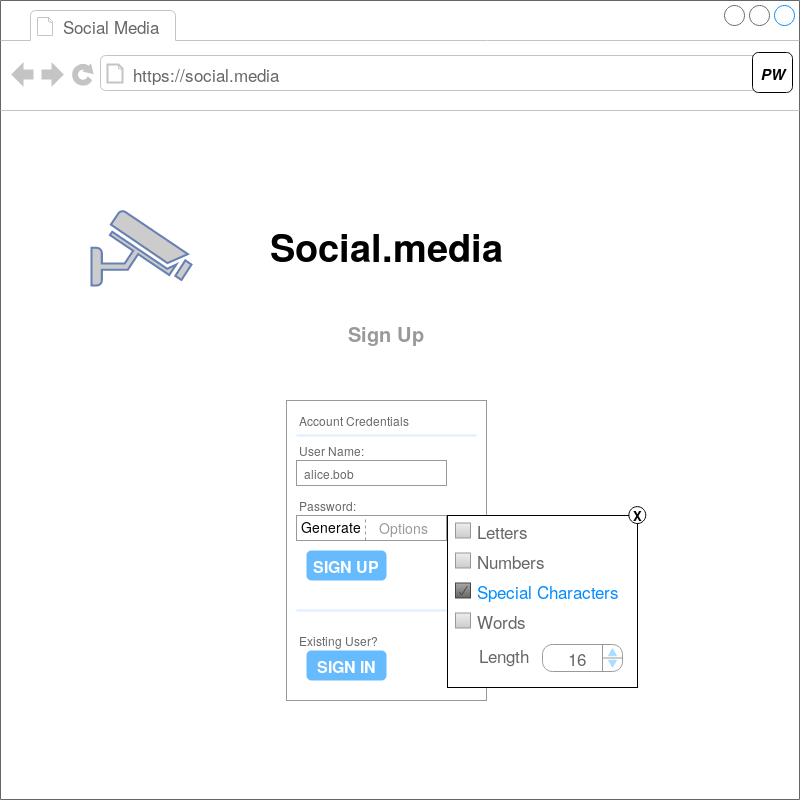 Social Media
https://social.media
PW
Social.media
Sign Up
Account Credentials
User Name:
alice.bob
Password:
Generate
Options
X
Letters
Numbers
Special Characters
Words
Length
16
SIGN UP
Existing User?
SIGN IN